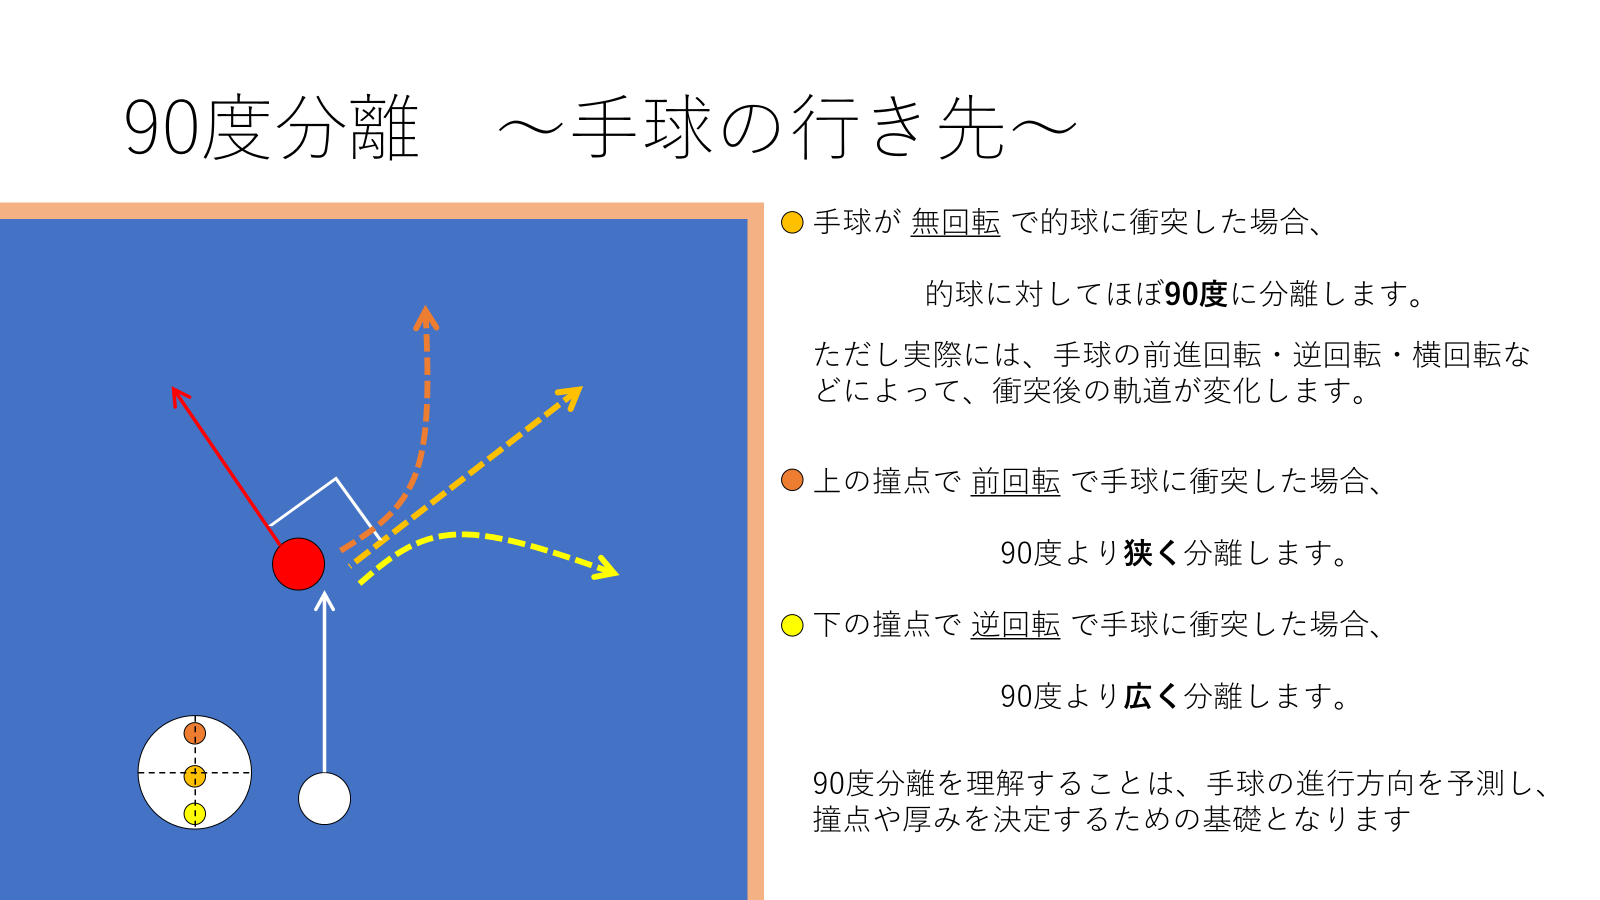 90度分離　～手球の行き先～
手球が 無回転 で的球に衝突した場合、
的球に対してほぼ90度に分離します。
ただし実際には、手球の前進回転・逆回転・横回転な
どによって、衝突後の軌道が変化します。
上の撞点で 前回転 で手球に衝突した場合、
90度より狭く分離します。
下の撞点で 逆回転 で手球に衝突した場合、
90度より広く分離します。
90度分離を理解することは、手球の進行方向を予測し、
撞点や厚みを決定するための基礎となります